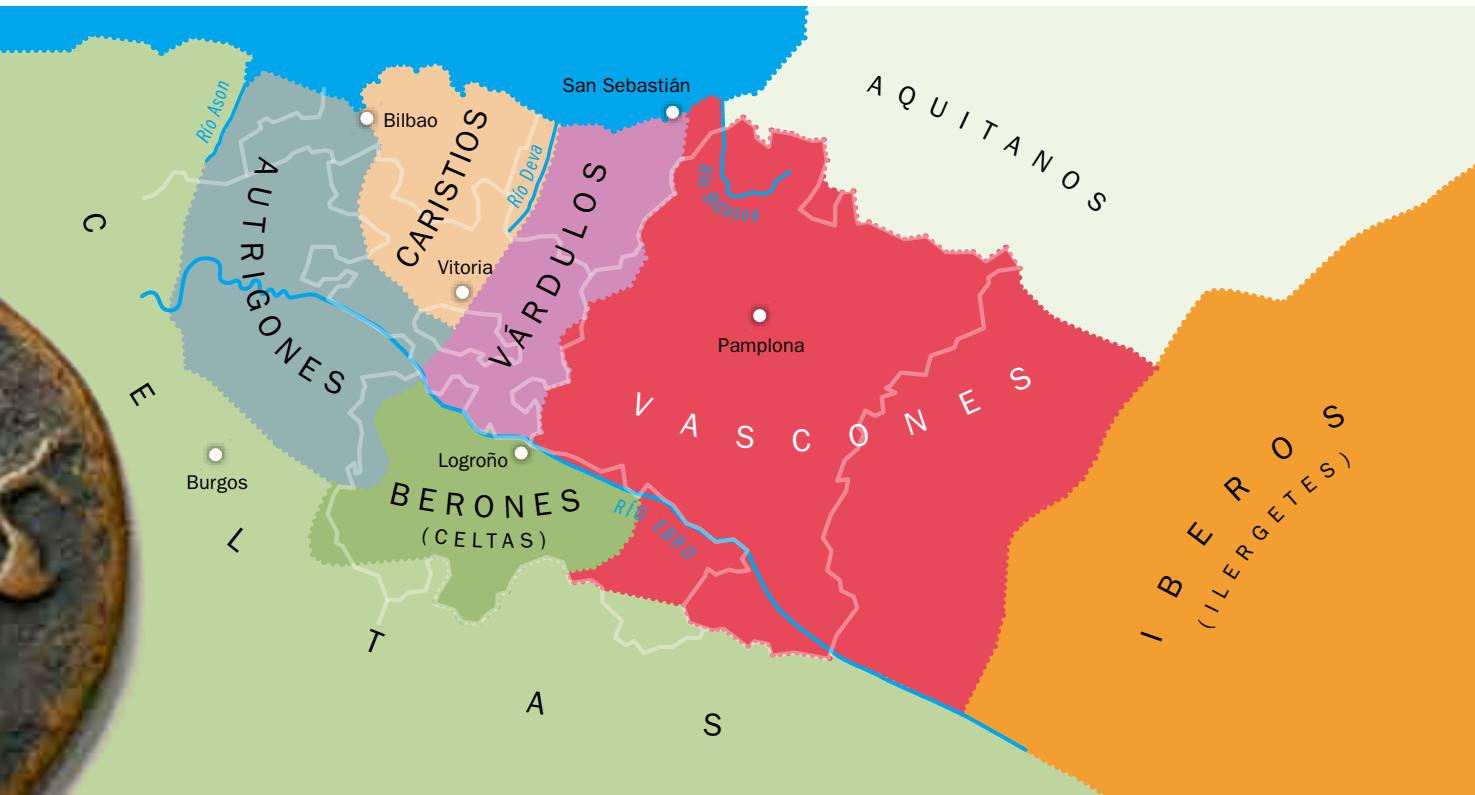 San Sebastián
AQUITANOS
Río Ason
Bilbao
CARISTIOS
Río Deva
Río Bidasoa
AUTRIGONES
VÁRDULOS
Vitoria
Pamplona
VASCONES
IBEROS
(ILERGETES)
Burgos
Logroño
BERONES
(CELTAS)
RÍO EBRO
CELTAS